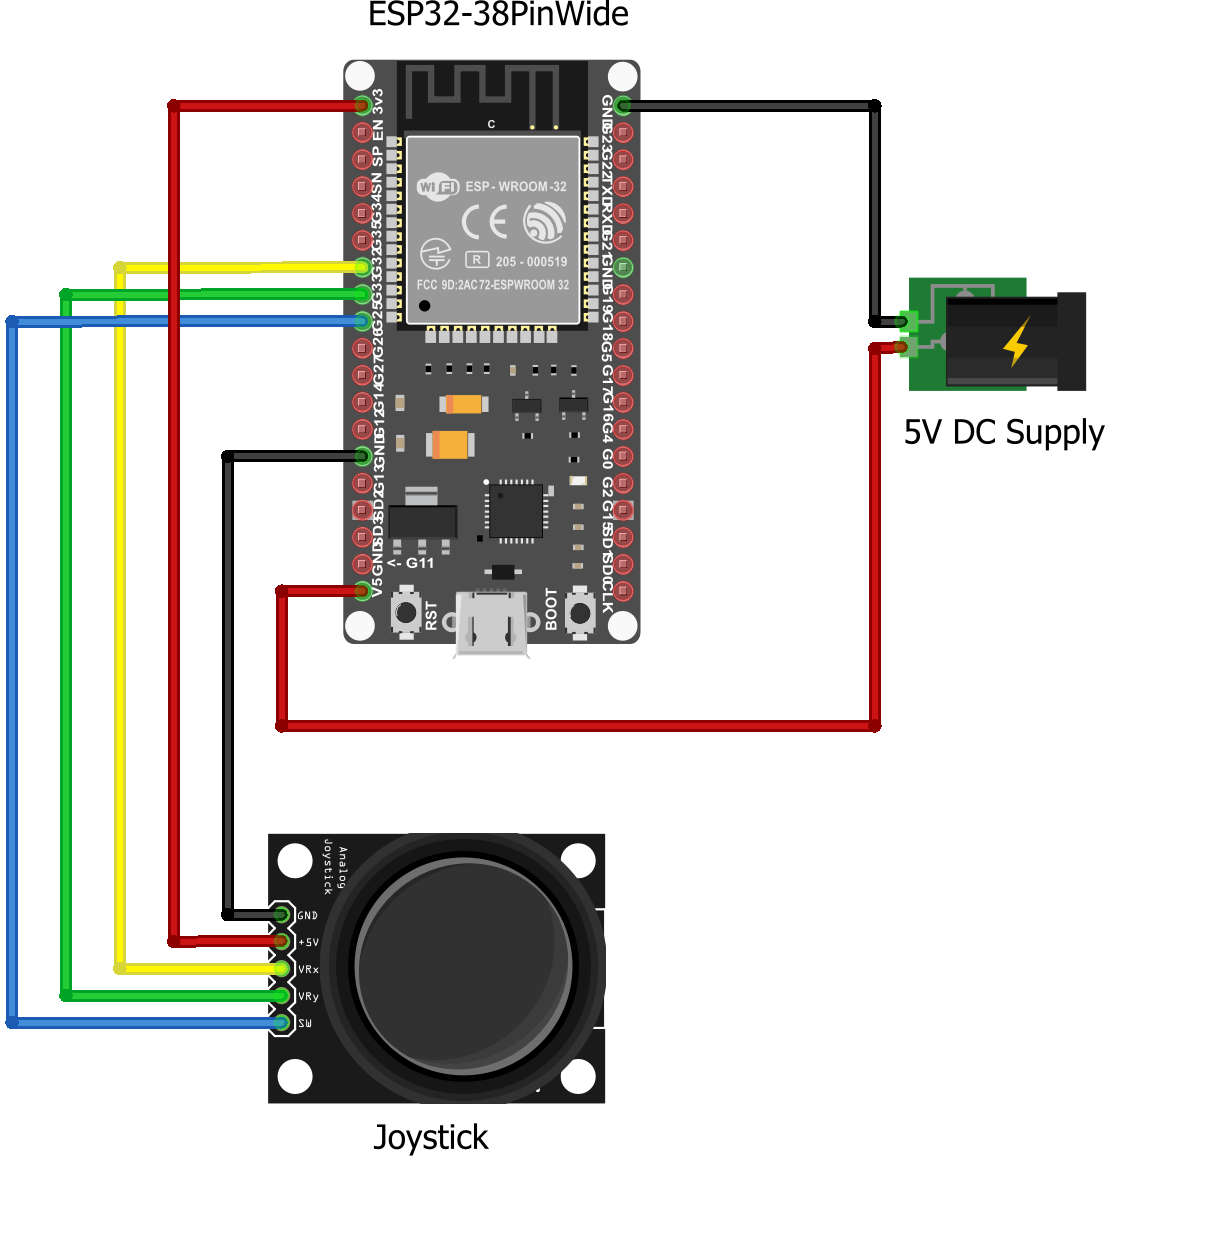 ESP32-38PinWide
3v3
EN
SP
SN
G34
G35
G32
G33
G25
G26
G27
G14
G12
GND
G13
SD2
SD3
GND
V5
GND
G23
G22
TXD
RXD
G21
GND
G19
G18
G5
G17
G16
G4
G0
G2
G15
SD1
SD0
CLK
C
WiFi
ESP-WROOM-32
CE
R 205-000519
FCC 9D:2AC72-ESPWROOM 32
<- G11
RST
BOOT
5V DC Supply
Analog
Joystick
GND
+5V
VRx
VRy
SW
Joystick